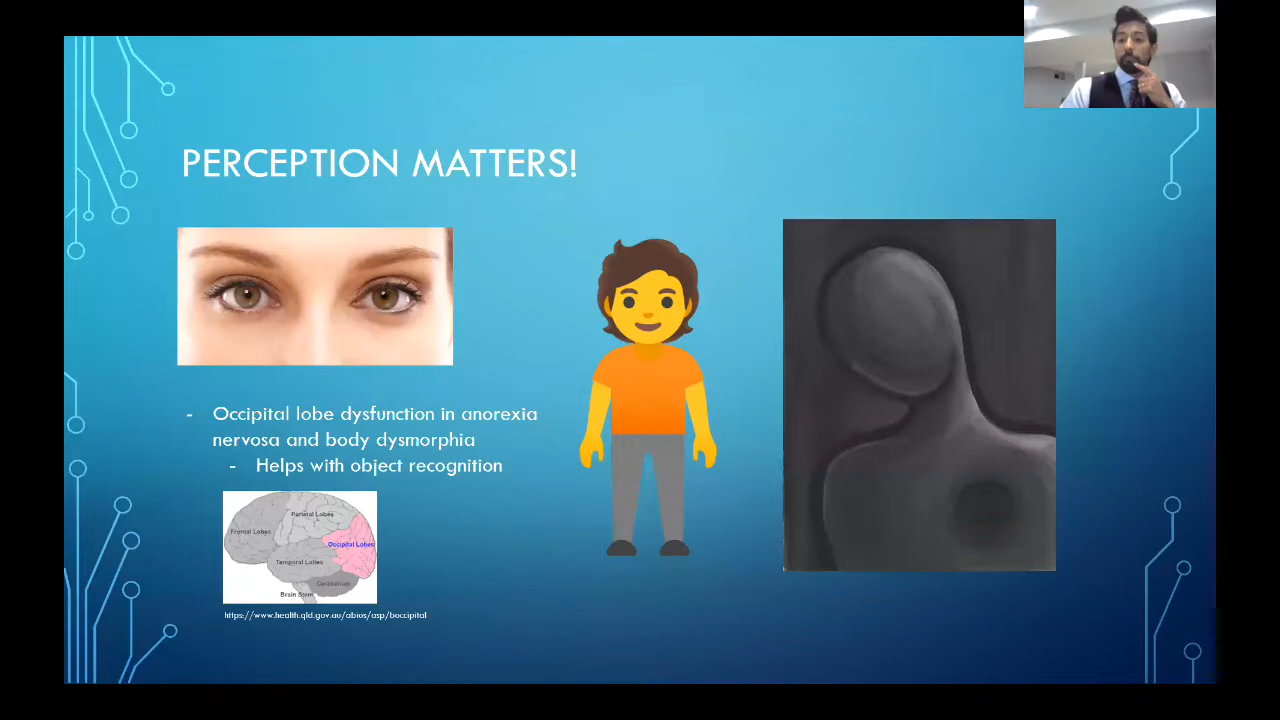 PERCEPTION MATTERS!
- Occipital lobe dysfunction in anorexia
nervosa and body dysmorphia
- Helps with object recognition
Parietal Lobes
Frontal Lobes
Occipital Lobes
Temporal Lobes
Cerebellum
Brain Stem
https://www.health.qld.gov.au/abios/asp/boccipital